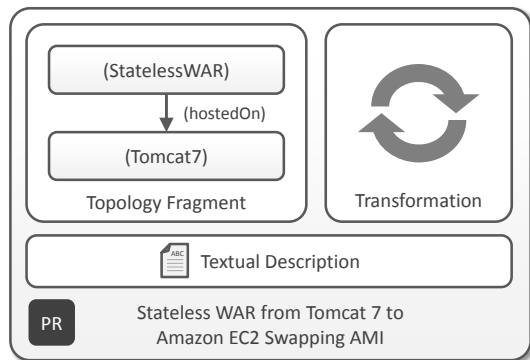 (StatelessWAR)
(hostedOn)
(Tomcat7)
Topology Fragment
Transformation
ABC
Textual Description
PR
Stateless WAR from Tomcat 7 to
Amazon EC2 Swapping AMI